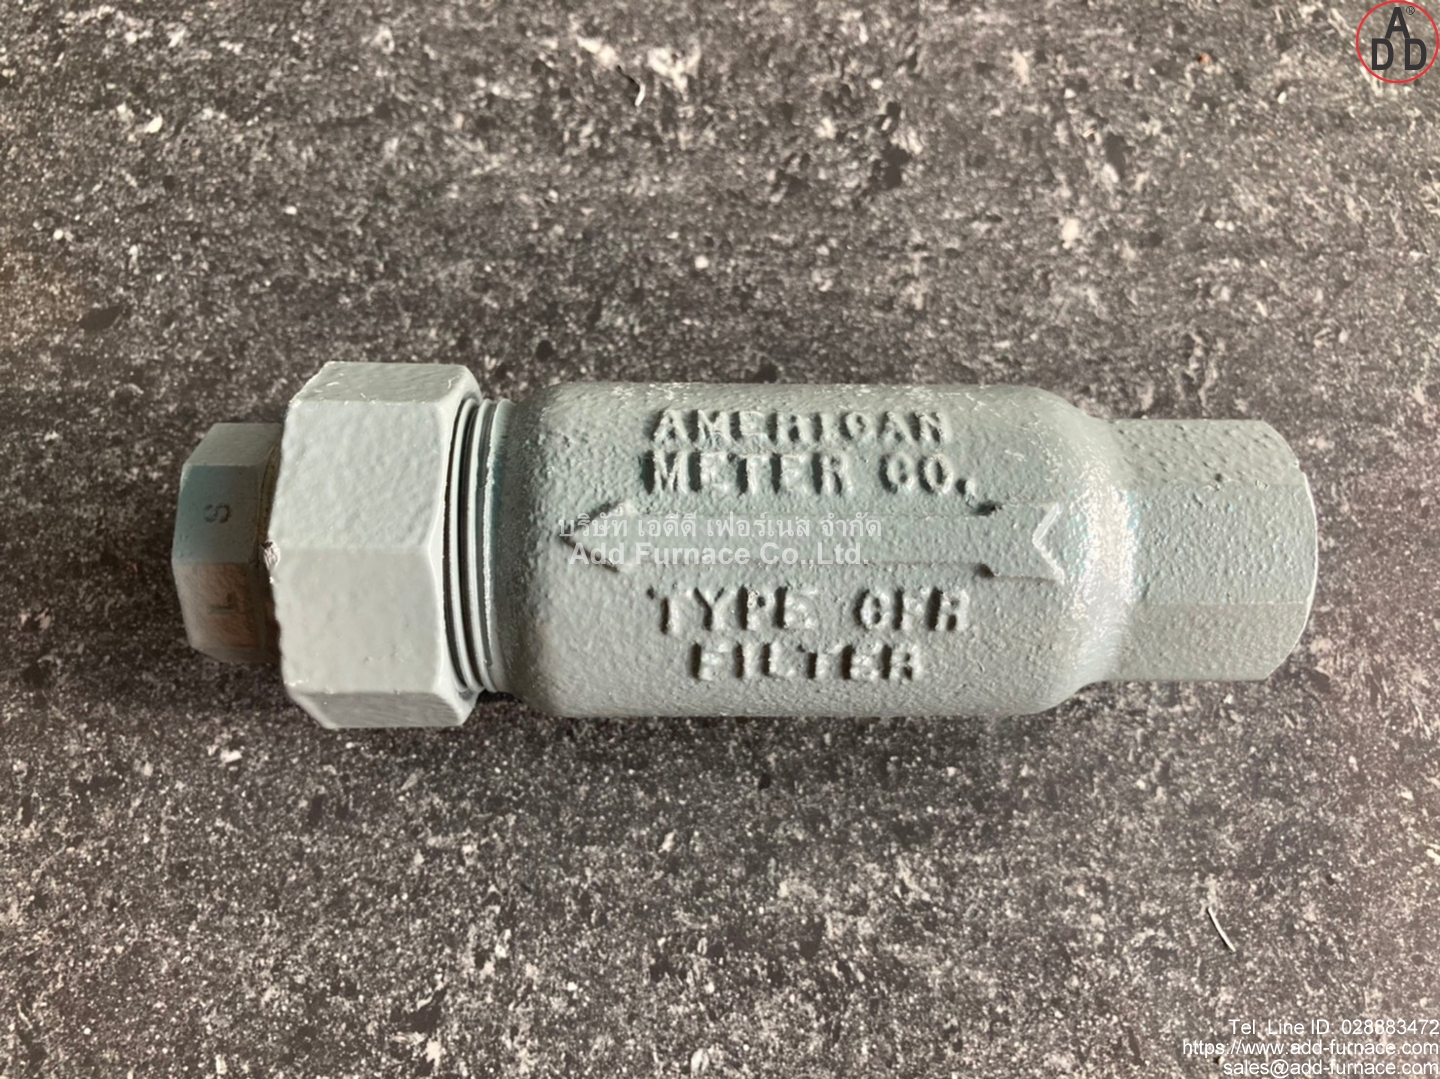 ADD®
AMERICAN
METER CO.
บริษัท เอดีดี เฟอร์เนส จำกัด
Add Furnace Co.,Ltd.
TYPE GFR
FILTER
S
L
Tel, Line ID: 028883472
https://www.add-furnace.com
sales@add-furnace.com